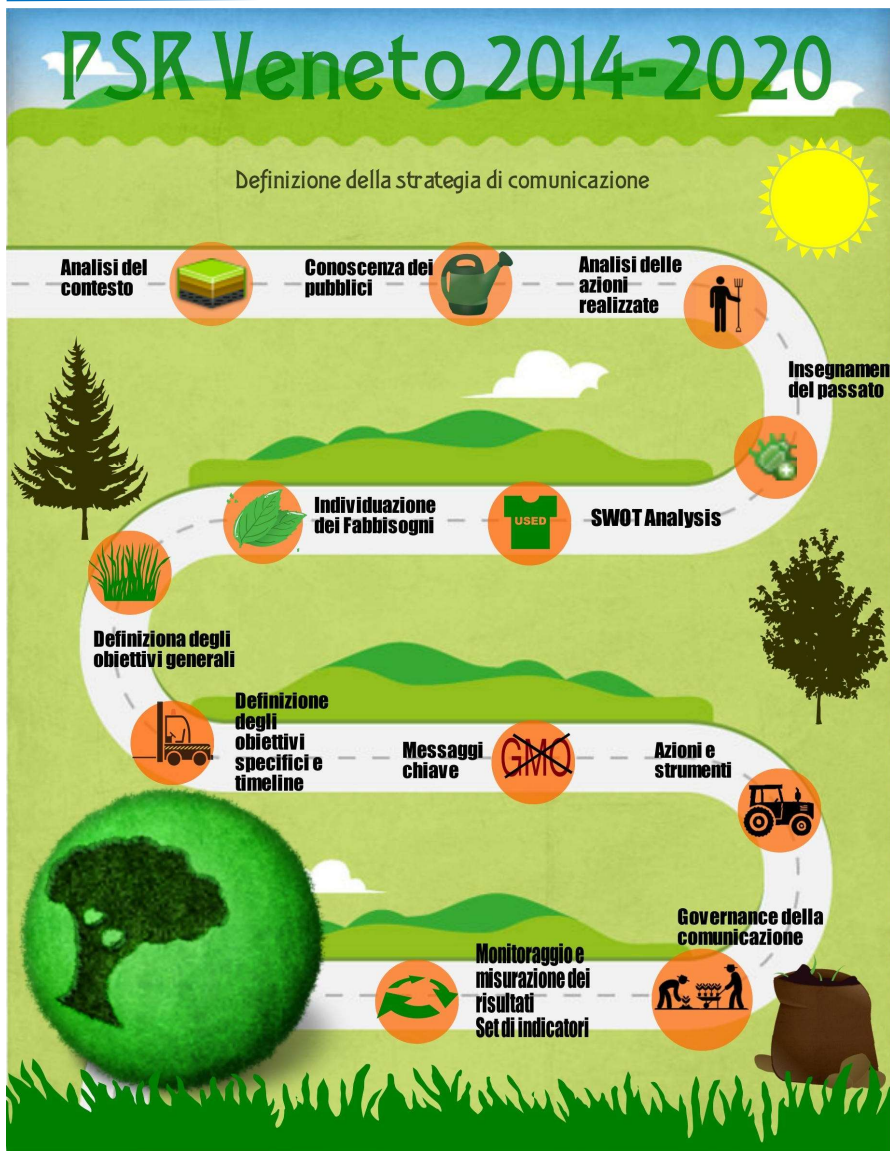 PSR Veneto 2014-2020
Definizione della strategia di comunicazione
Analisi del
contesto
Conoscenza dei
pubblici
Analisi delle
azioni
realizzate
Insegnamen
del passato
SWOT Analysis
USED
Individuazione
dei Fabbisogni
Definiziona degli
obiettivi generali
Definizione
degli
obiettivi
specifici e
timeline
Messaggi
chiave
GMO
Azioni e
strumenti
Governance della
comunicazione
Monitoraggio e
misurazione dei
risultati
Set di indicatori